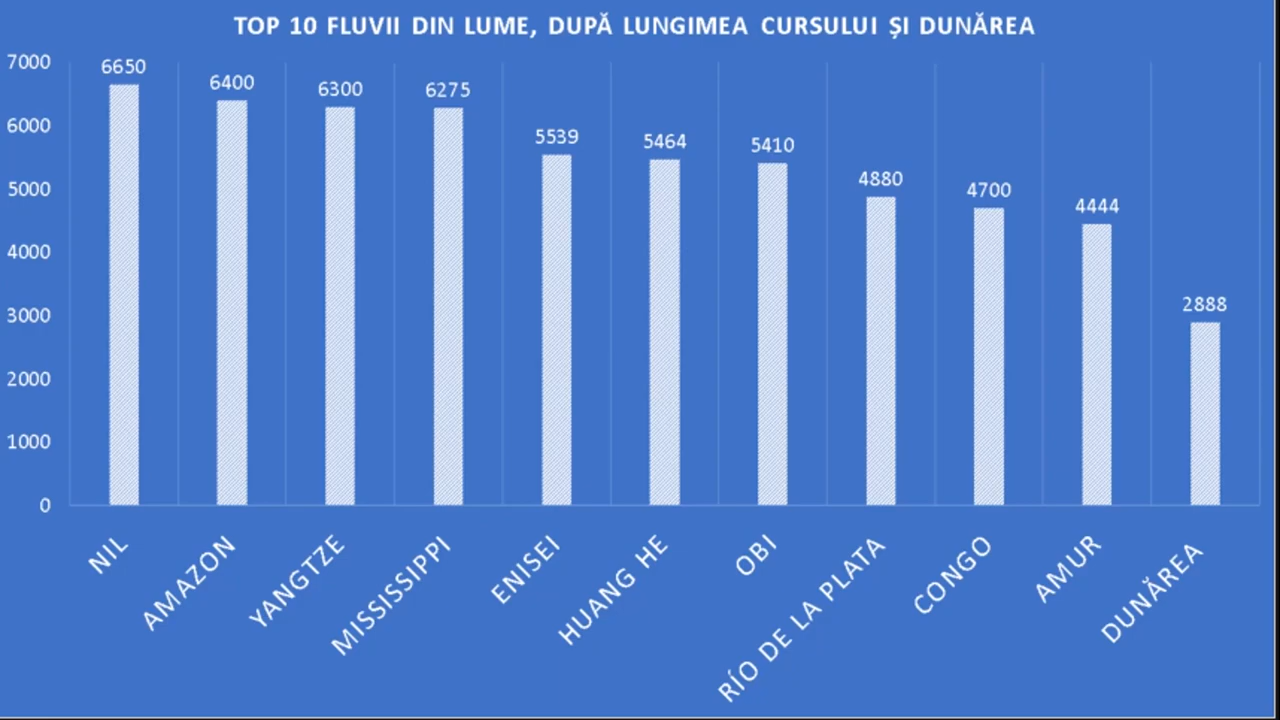 TOP 10 FLUVII DIN LUME, DUPĂ LUNGIMEA CURSULUI ȘI DUNĂREA
7000
6000
5000
4000
3000
2000
1000
0
6650
6400
6300
6275
5539
5464
5410
4880
4700
4444
2888
NIL
AMAZON
YANGTZE
MISSISSIPPI
ENISEI
HUANG HE
OBI
RÍO DE LA PLATA
CONGO
AMUR
DUNĂREA